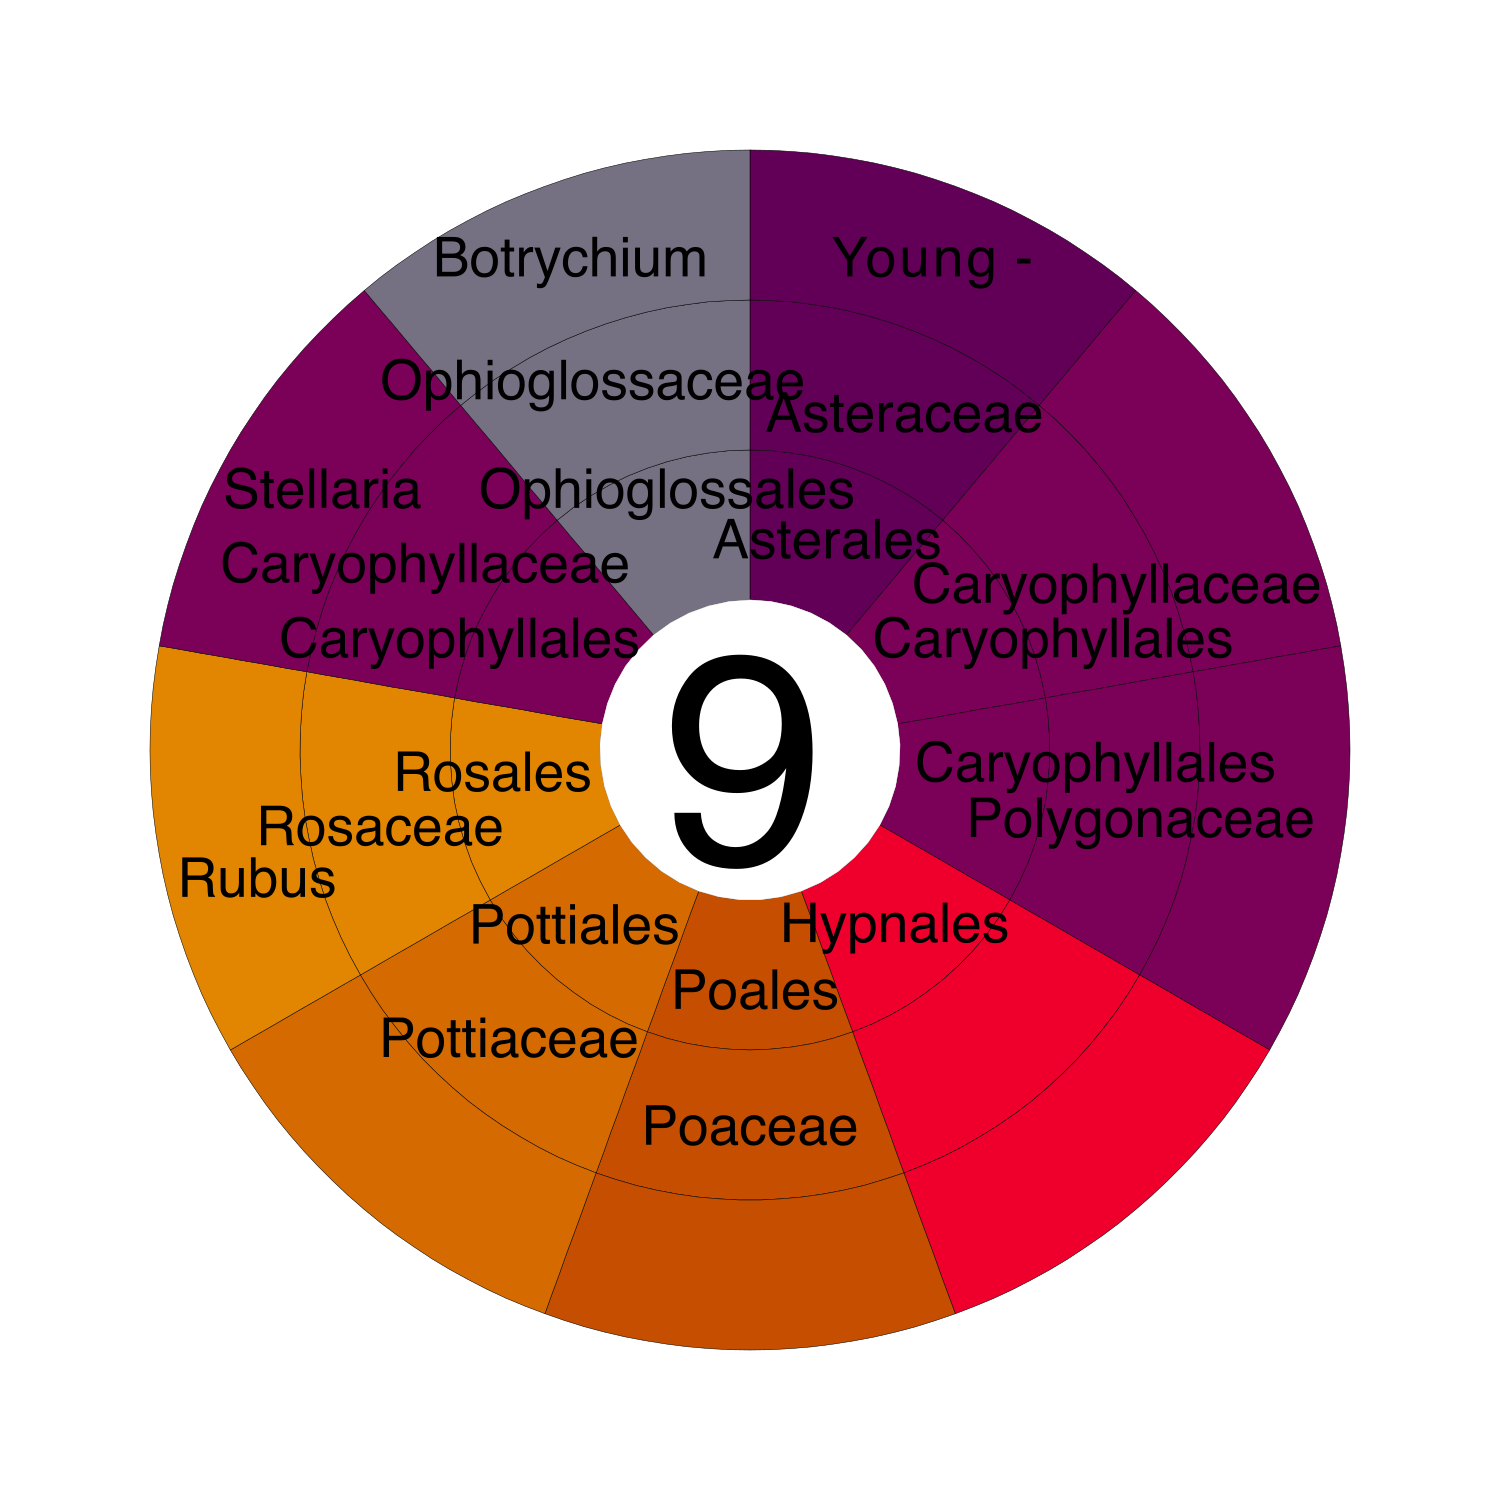 Botrychium
Young -
Ophioglossaceae
Asteraceae
Stellaria
Ophioglossales
Asterales
Caryophyllaceae
Caryophyllaceae
Caryophyllales
Caryophyllales
9
Rosales
Caryophyllales
Rosaceae
Polygonaceae
Rubus
Pottiales
Hypnales
Poales
Pottiaceae
Poaceae